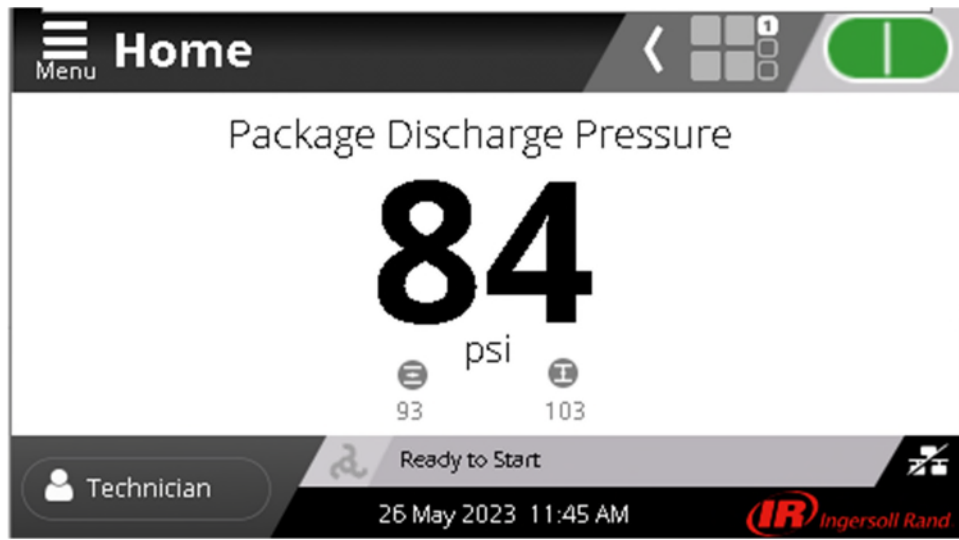 Menu
Home
1
Package Discharge Pressure
84
psi
93
103
Technician
Ready to Start
26 May 2023 11:45 AM
IR Ingersoll Rand